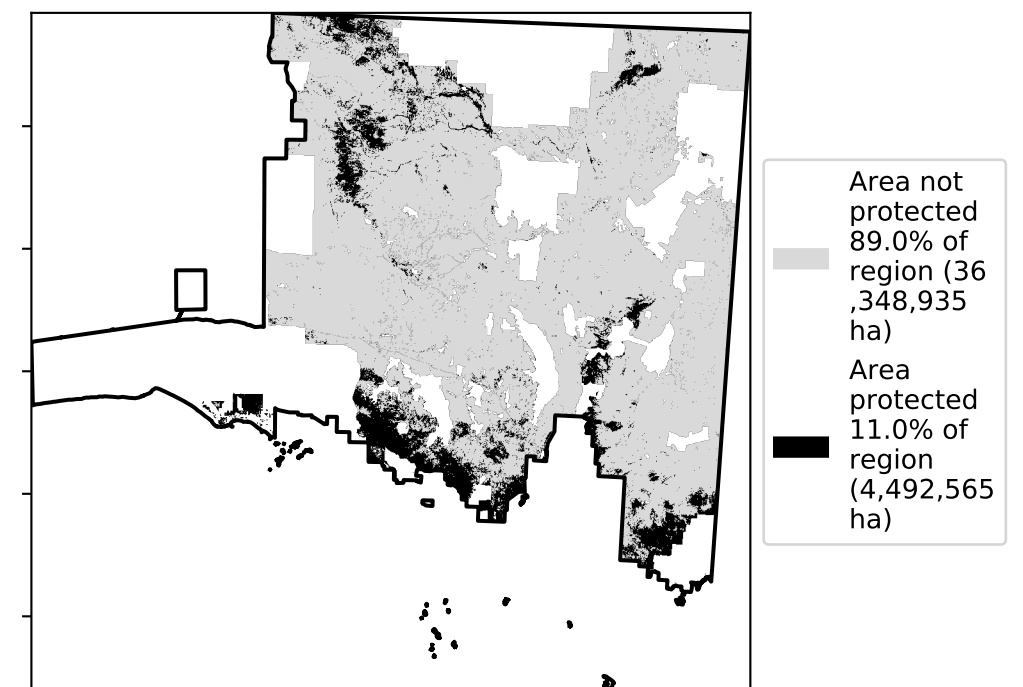 Area not
protected
89.0% of
region (36
,348,935
ha)
Area
protected
11.0% of
region
(4,492,565
ha)